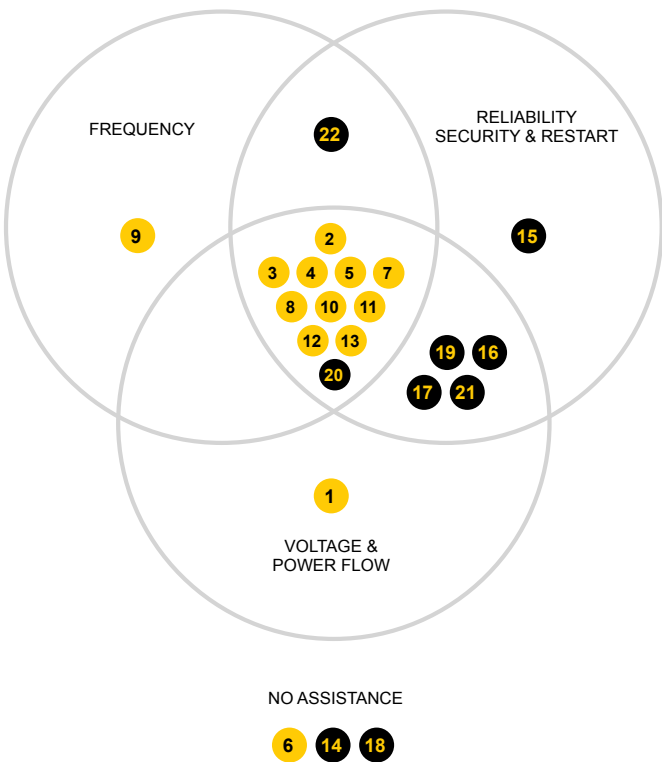 FREQUENCY
RELIABILITY
SECURITY & RESTART
22
9
15
2
3 4 5 7
8 10 11
12 13
20
19 16
17 21
1
VOLTAGE &
POWER FLOW
NO ASSISTANCE
6 14 18